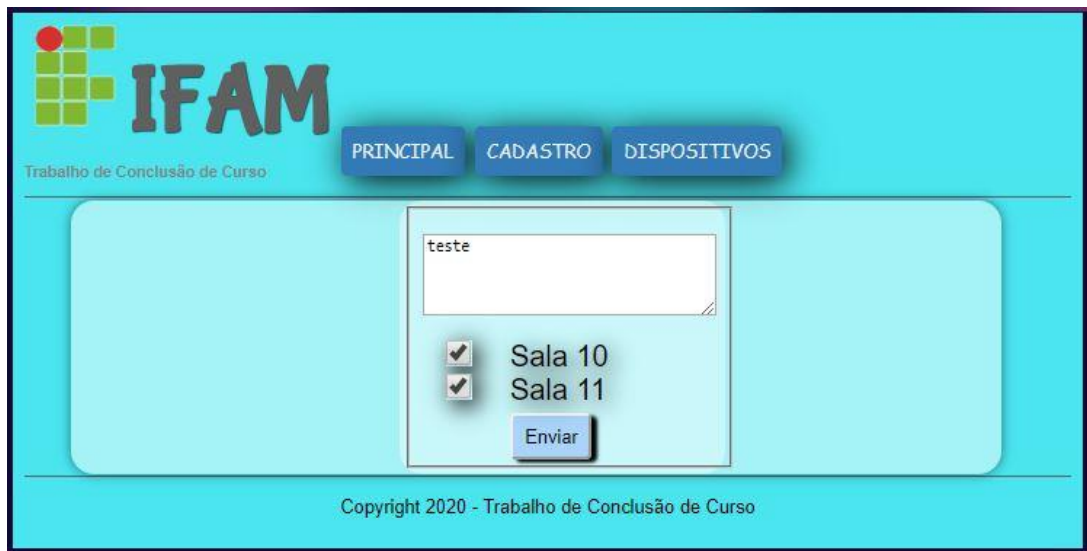 IFAM
PRINCIPAL CADASTRO DISPOSITIVOS
Trabalho de Conclusão de Curso
teste
Sala 10
Sala 11
Enviar
Copyright 2020 - Trabalho de Conclusão de Curso